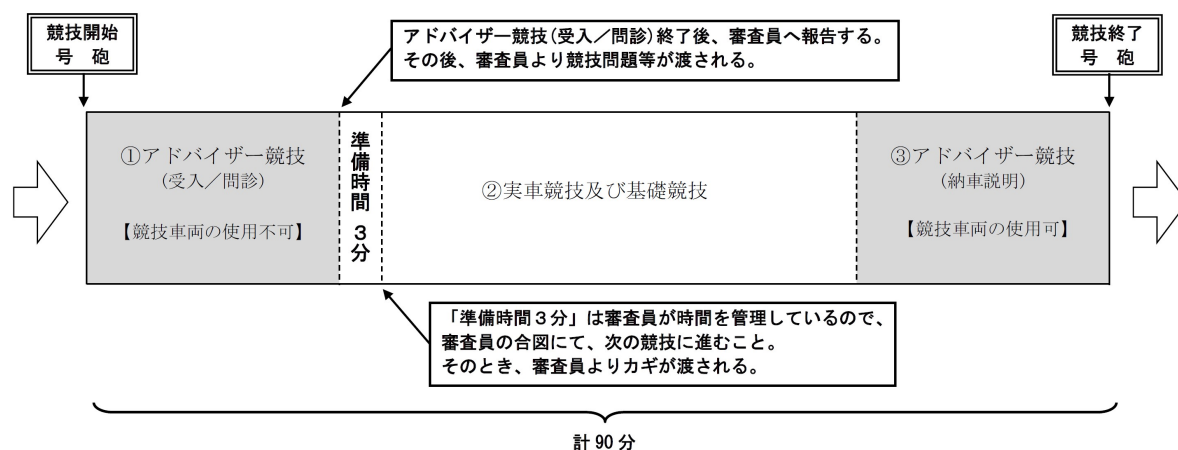 競技開始
号 砲
アドバイザー競技(受入／問診)終了後、審査員へ報告する。
その後、審査員より競技問題等が渡される。
競技終了
号 砲
①アドバイザー競技
(受入／問診)
【競技車両の使用不可】
準備時間 3分
②実車競技及び基礎競技
③アドバイザー競技
(納車説明)
【競技車両の使用可】
「準備時間３分」は審査員が時間を管理しているので、
審査員の合図にて、次の競技に進むこと。
そのとき、審査員よりカギが渡される。
計 90 分